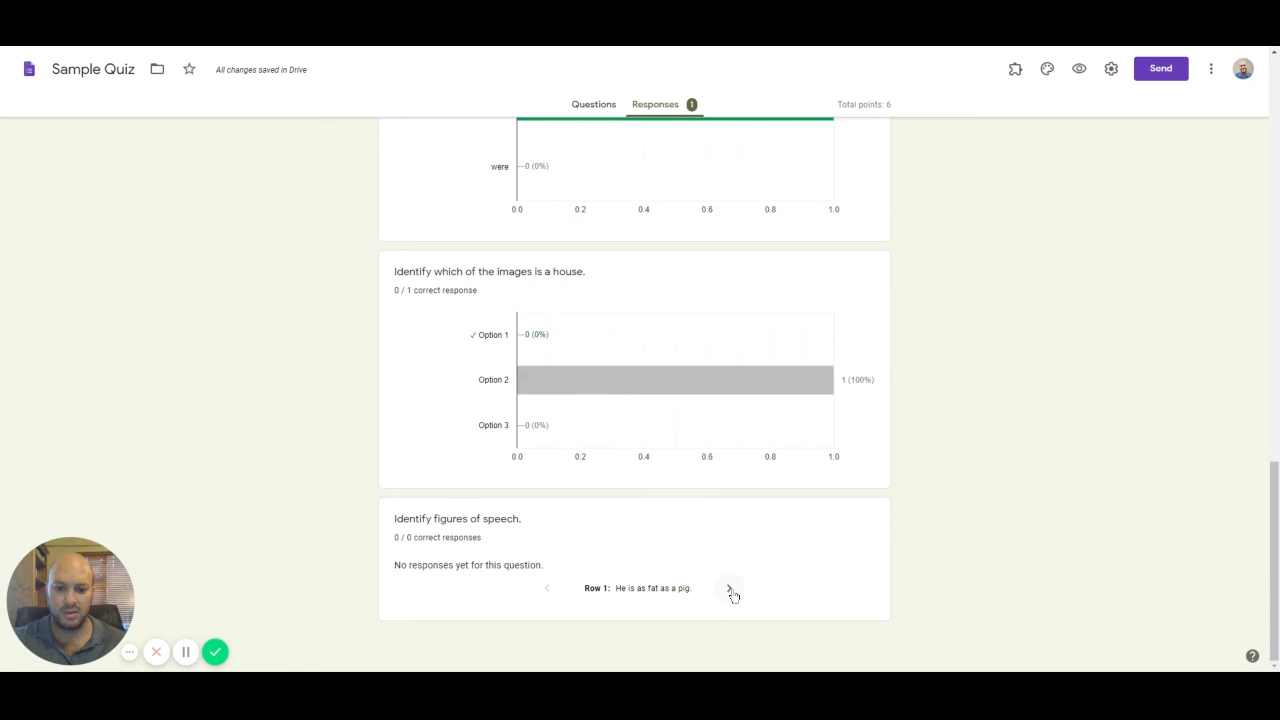 Sample Quiz All changes saved in Drive Send
Questions Responses 1 Total points: 6
were 0 (0%)
0.0 0.2 0.4 0.6 0.8 1.0
Identify which of the images is a house.
0 / 1 correct response
✓ Option 1 0 (0%)
Option 2 1 (100%)
Option 3 0 (0%)
0.0 0.2 0.4 0.6 0.8 1.0
Identify figures of speech.
0 / 0 correct responses
No responses yet for this question.
Row 1: He is as fat as a pig.